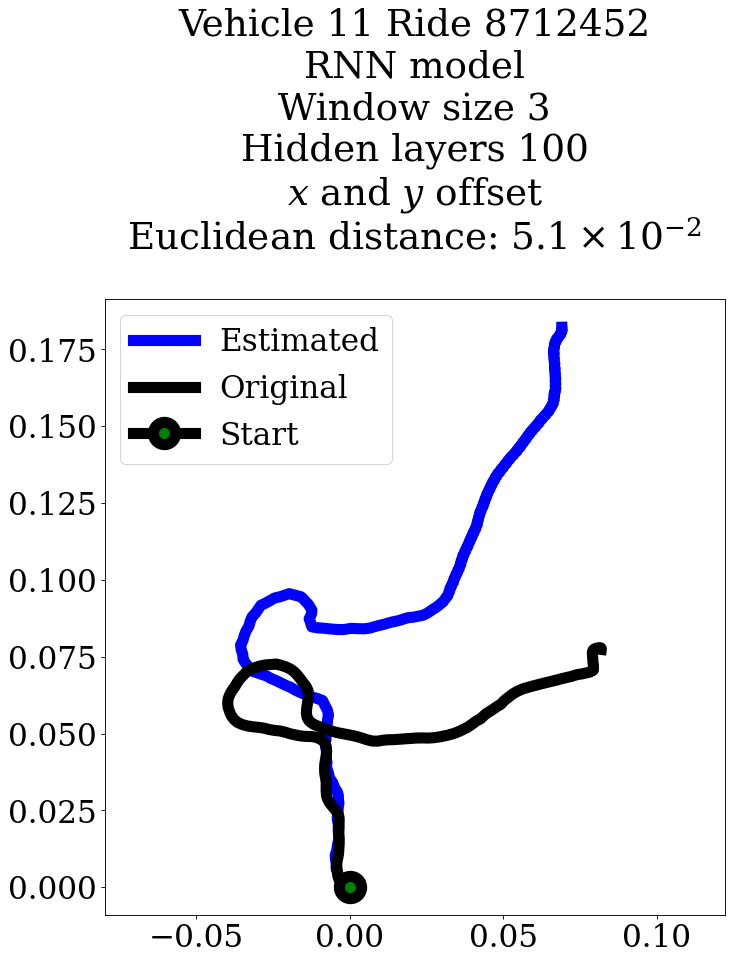 Vehicle 11 Ride 8712452
RNN model
Window size 3
Hidden layers 100
x and y offset
Euclidean distance: 5.1 × 10⁻²
Estimated
Original
Start
0.175
0.150
0.125
0.100
0.075
0.050
0.025
0.000
−0.05 0.00 0.05 0.10